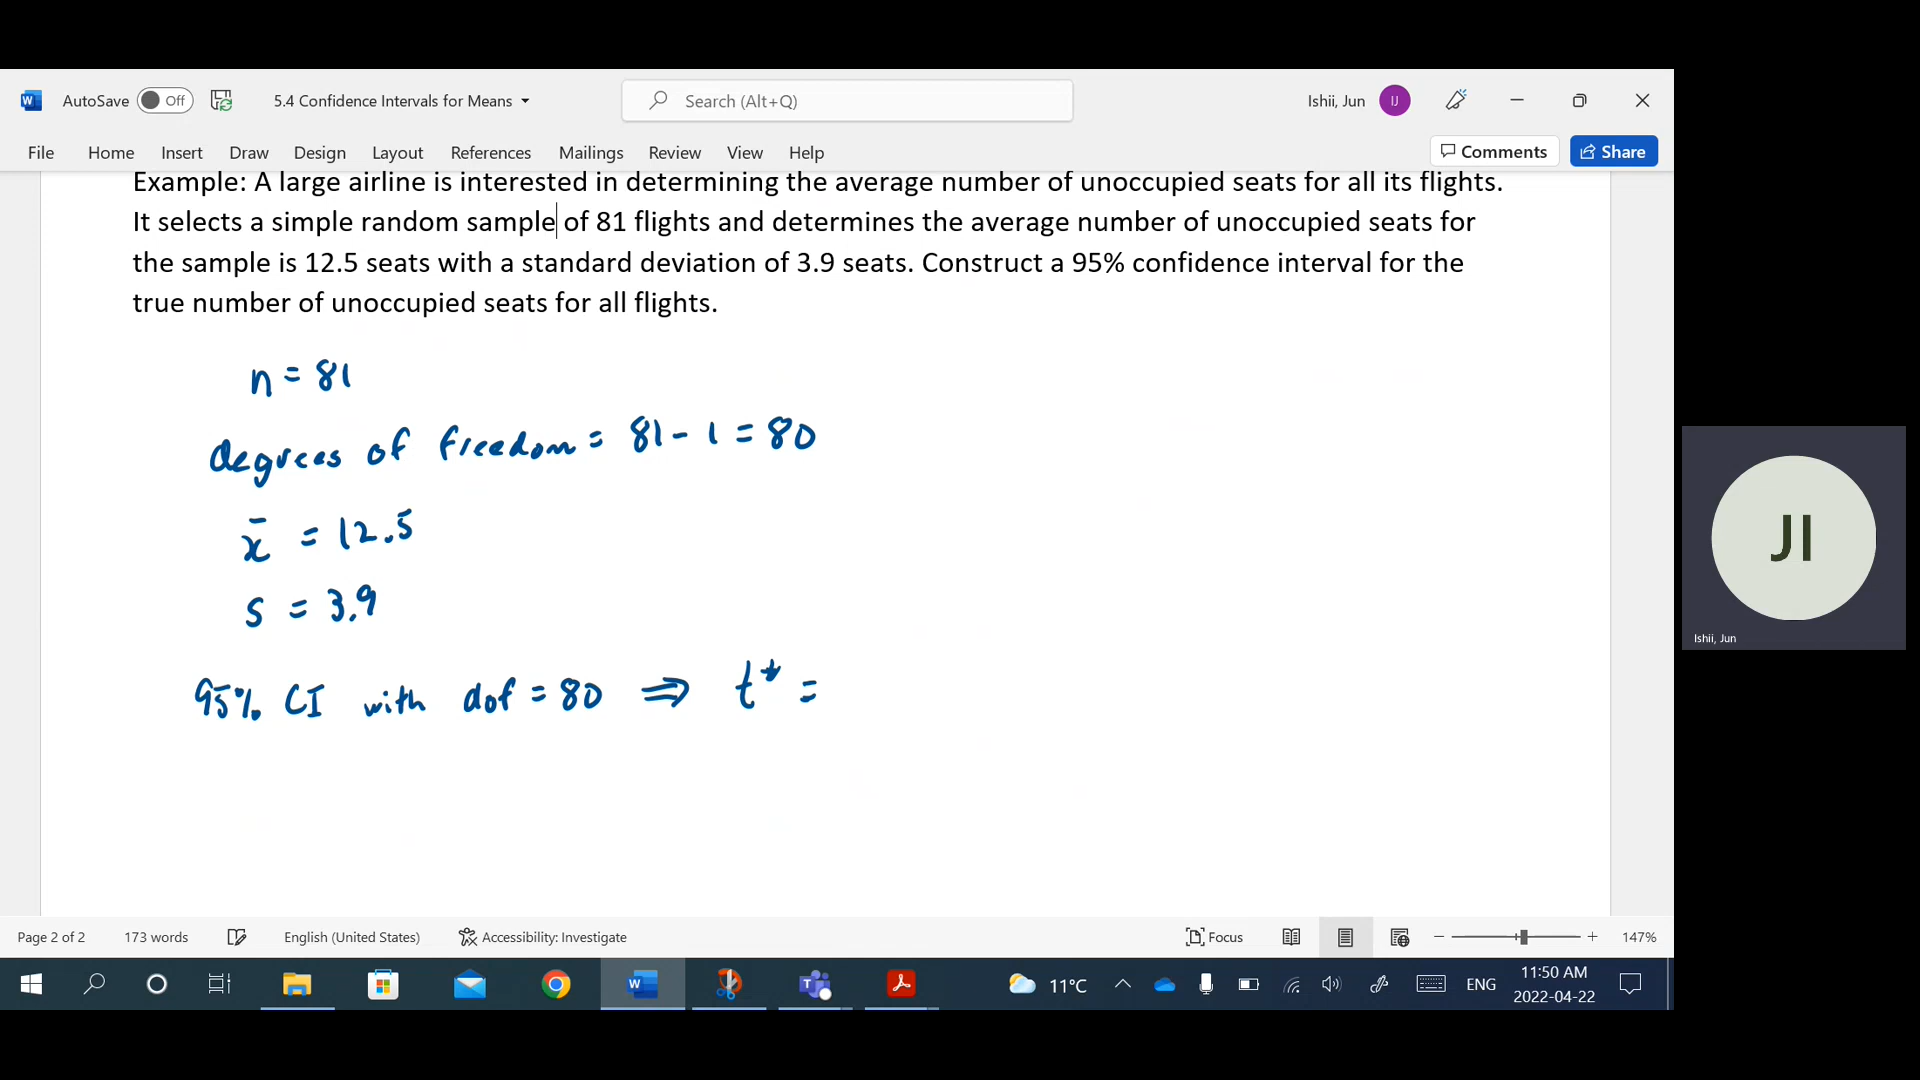 AutoSave Off 5.4 Confidence Intervals for Means Search (Alt+Q) Ishii, Jun IJ
File Home Insert Draw Design Layout References Mailings Review View Help Comments Share
Example: A large airline is interested in determining the average number of unoccupied seats for all its flights.
It selects a simple random sample of 81 flights and determines the average number of unoccupied seats for
the sample is 12.5 seats with a standard deviation of 3.9 seats. Construct a 95% confidence interval for the
true number of unoccupied seats for all flights.
n = 81
degrees of freedom = 81 - 1 = 80
x̄ = 12.5
s = 3.9
95% CI with dof = 80 ⇒ t* =
JI
Ishii, Jun
Page 2 of 2 173 words English (United States) Accessibility: Investigate Focus 147%
11°C ENG 11:50 AM
2022-04-22